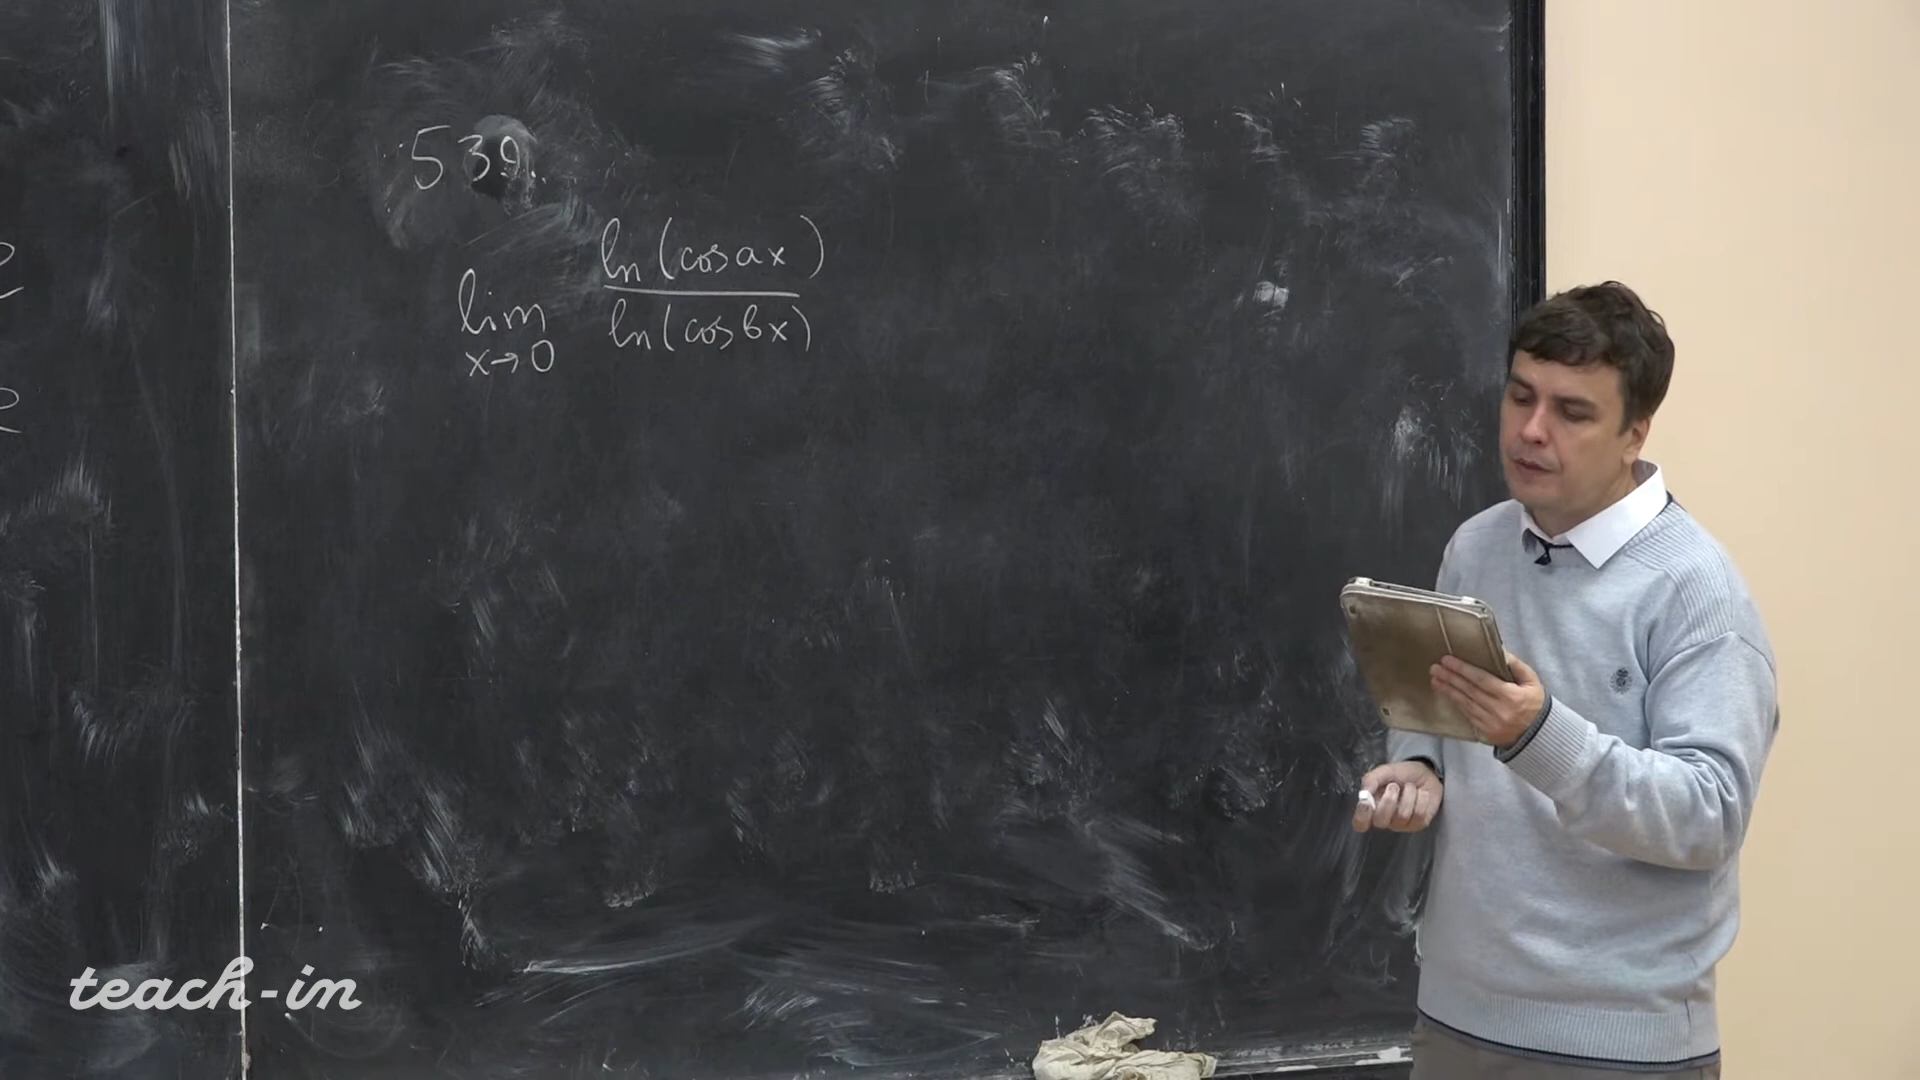 539.
lim x→0 ln(cos ax) / ln(cos bx)
teach-in